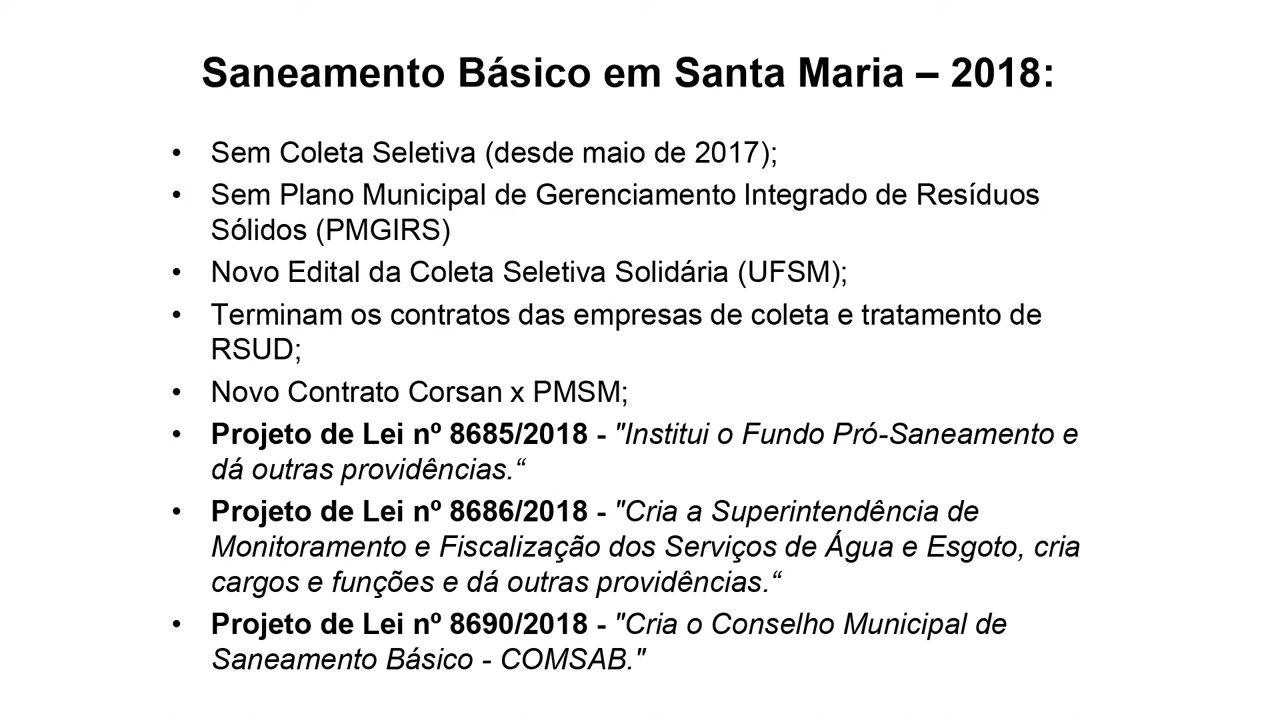 Saneamento Básico em Santa Maria – 2018:
• Sem Coleta Seletiva (desde maio de 2017);
• Sem Plano Municipal de Gerenciamento Integrado de Resíduos
Sólidos (PMGIRS)
• Novo Edital da Coleta Seletiva Solidária (UFSM);
• Terminam os contratos das empresas de coleta e tratamento de
RSUD;
• Novo Contrato Corsan x PMSM;
• Projeto de Lei nº 8685/2018 - "Institui o Fundo Pró-Saneamento e
dá outras providências.“
• Projeto de Lei nº 8686/2018 - "Cria a Superintendência de
Monitoramento e Fiscalização dos Serviços de Água e Esgoto, cria
cargos e funções e dá outras providências.“
• Projeto de Lei nº 8690/2018 - "Cria o Conselho Municipal de
Saneamento Básico - COMSAB."